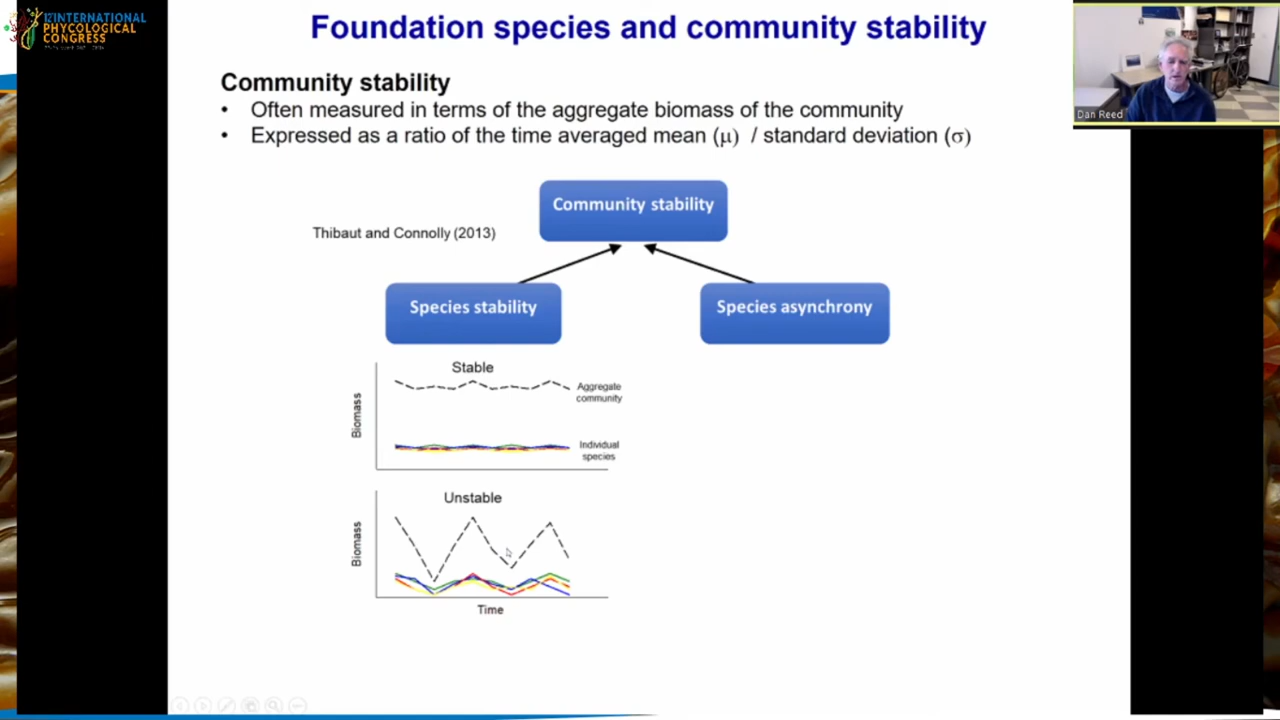 12th INTERNATIONAL
PHYCOLOGICAL
CONGRESS
Foundation species and community stability
Dan Reed
Community stability
• Often measured in terms of the aggregate biomass of the community
• Expressed as a ratio of the time averaged mean (μ) / standard deviation (σ)
Community stability
Thibaut and Connolly (2013)
Species stability
Species asynchrony
Stable
Aggregate
community
Biomass
Individual
species
Unstable
Biomass
Time